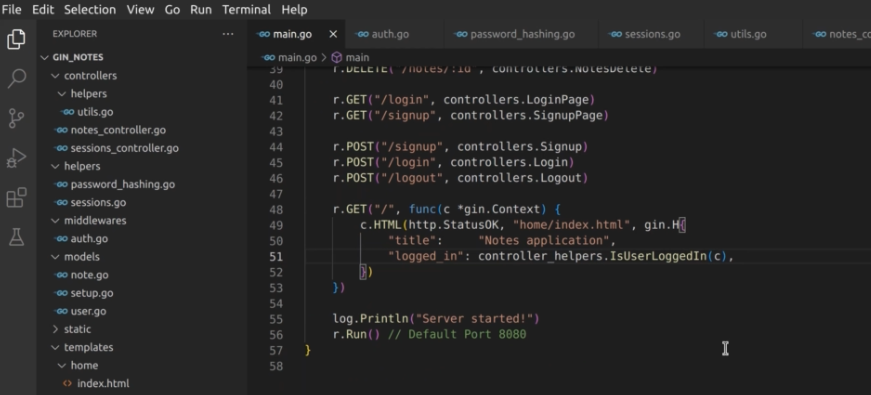 File Edit Selection View Go Run Terminal Help
EXPLORER ···
GIN_NOTES
controllers
helpers
utils.go
notes_controller.go
sessions_controller.go
helpers
password_hashing.go
sessions.go
middlewares
auth.go
models
note.go
setup.go
user.go
static
templates
home
index.html
main.go auth.go password_hashing.go sessions.go utils.go notes_co
main.go > main
39 r.DELETE("/notes/:id", controllers.NotesDelete)
40
41 r.GET("/login", controllers.LoginPage)
42 r.GET("/signup", controllers.SignupPage)
43
44 r.POST("/signup", controllers.Signup)
45 r.POST("/login", controllers.Login)
46 r.POST("/logout", controllers.Logout)
47
48 r.GET("/", func(c *gin.Context) {
49 c.HTML(http.StatusOK, "home/index.html", gin.H{
50 "title": "Notes application",
51 "logged_in": controller_helpers.IsUserLoggedIn(c),
52 })
53 })
54
55 log.Println("Server started!")
56 r.Run() // Default Port 8080
57 }
58